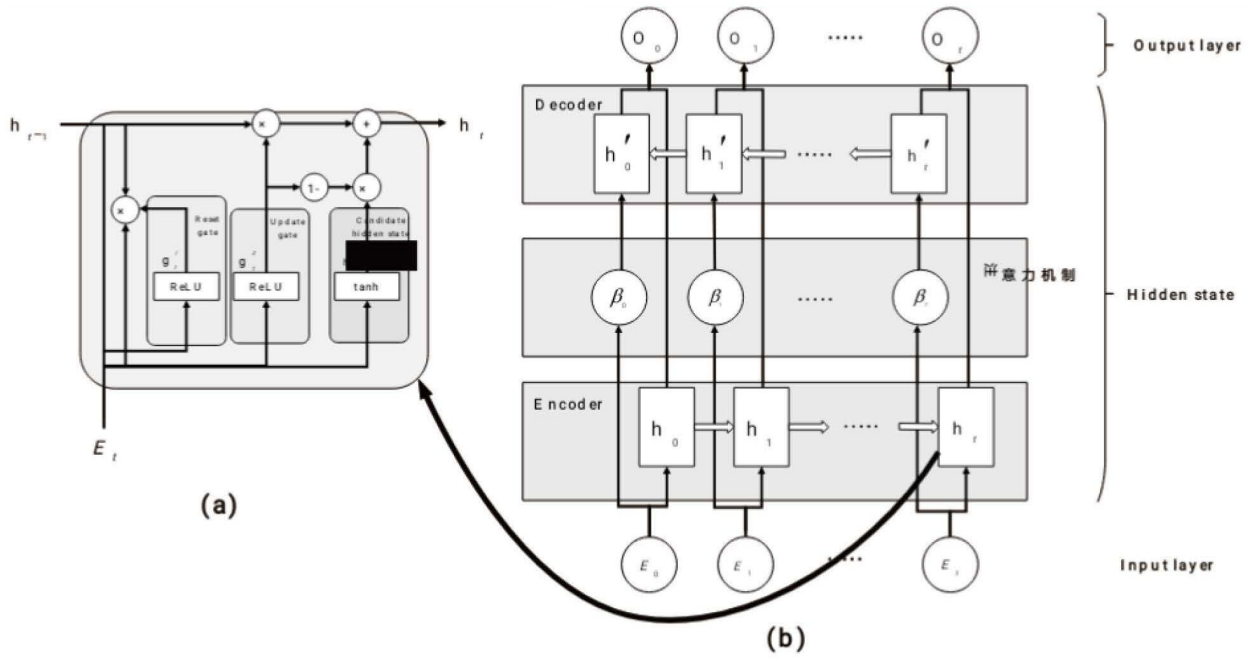 O 0
O 1
.....
O r
Output layer
Decoder
h r-1
h r
×
+
h 0 ′
h 1 ′
.....
h r ′
×
1-
×
Reset
gate
Update
gate
Candidate
hidden state
g
g
ReLU
ReLU
tanh
β 0
β 1
.....
β r
注意力机制
Hidden state
Encoder
h 0
h 1
.....
h r
E t
(a)
E 0
E 1
.....
E
Input layer
(b)